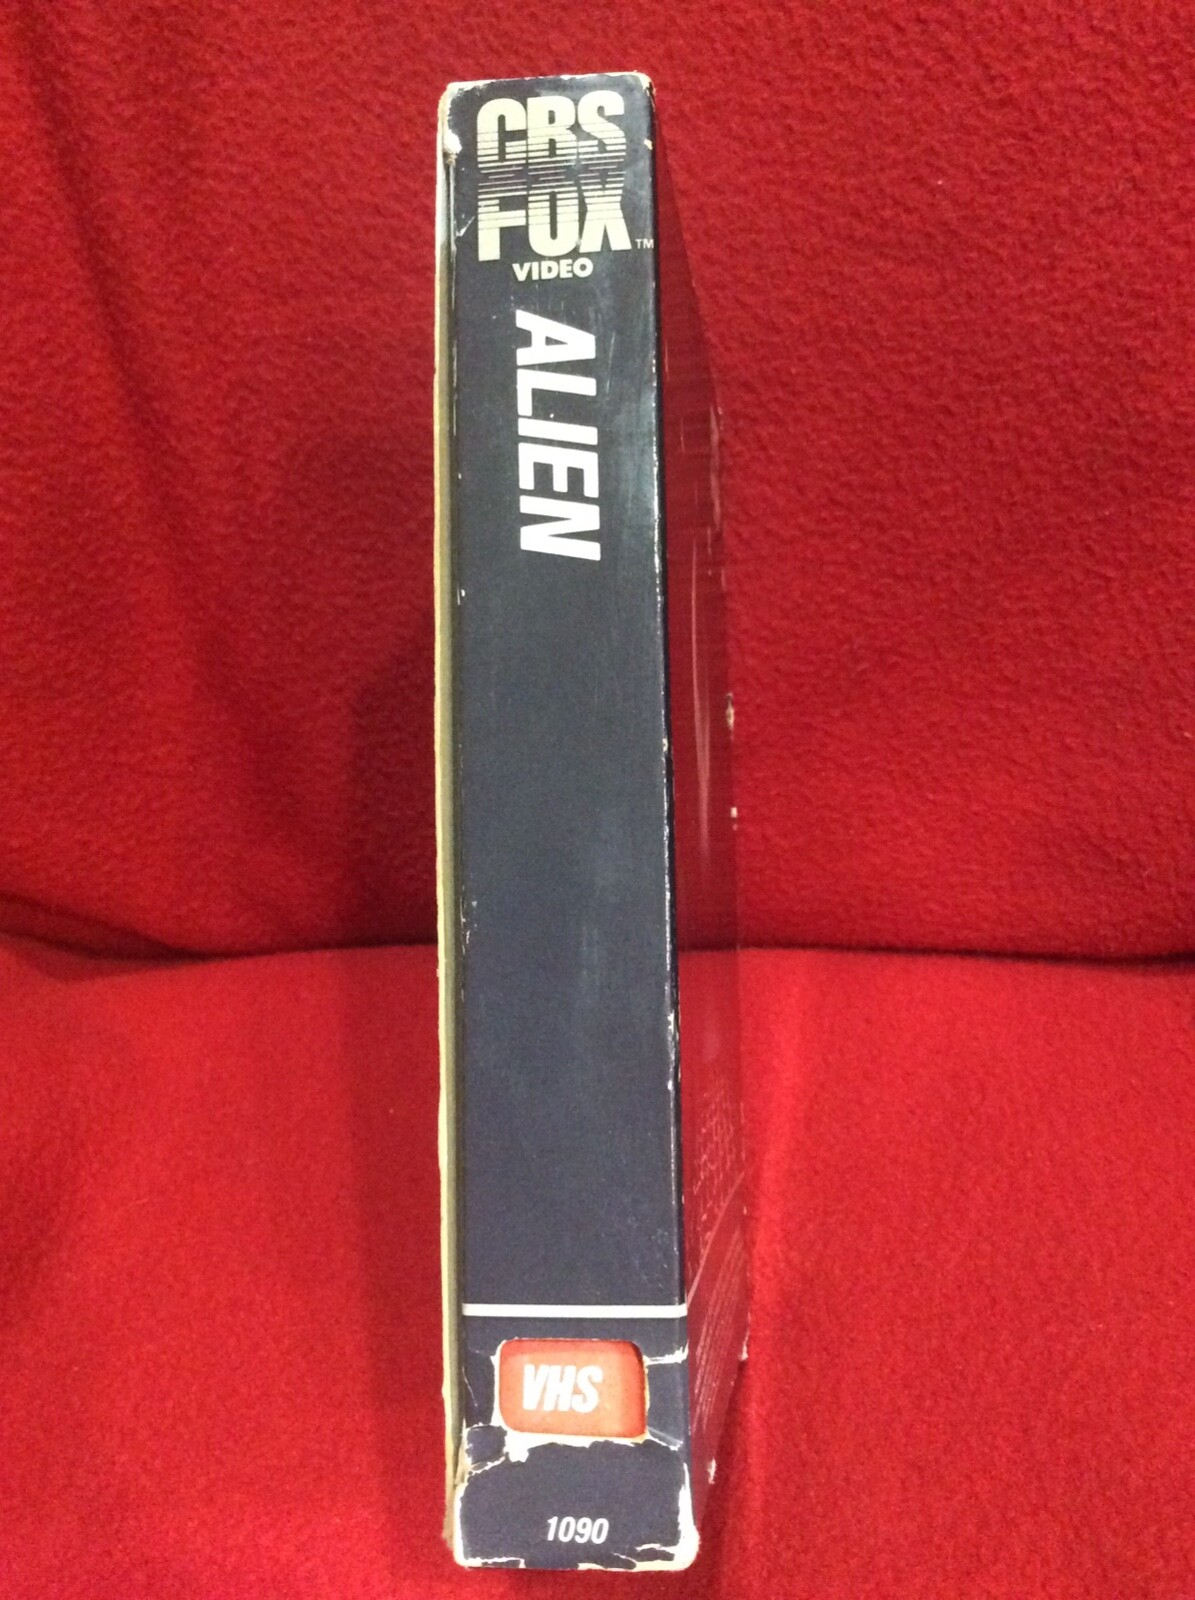 CBS
FOX
TM
VIDEO
ALIEN
VHS
1090